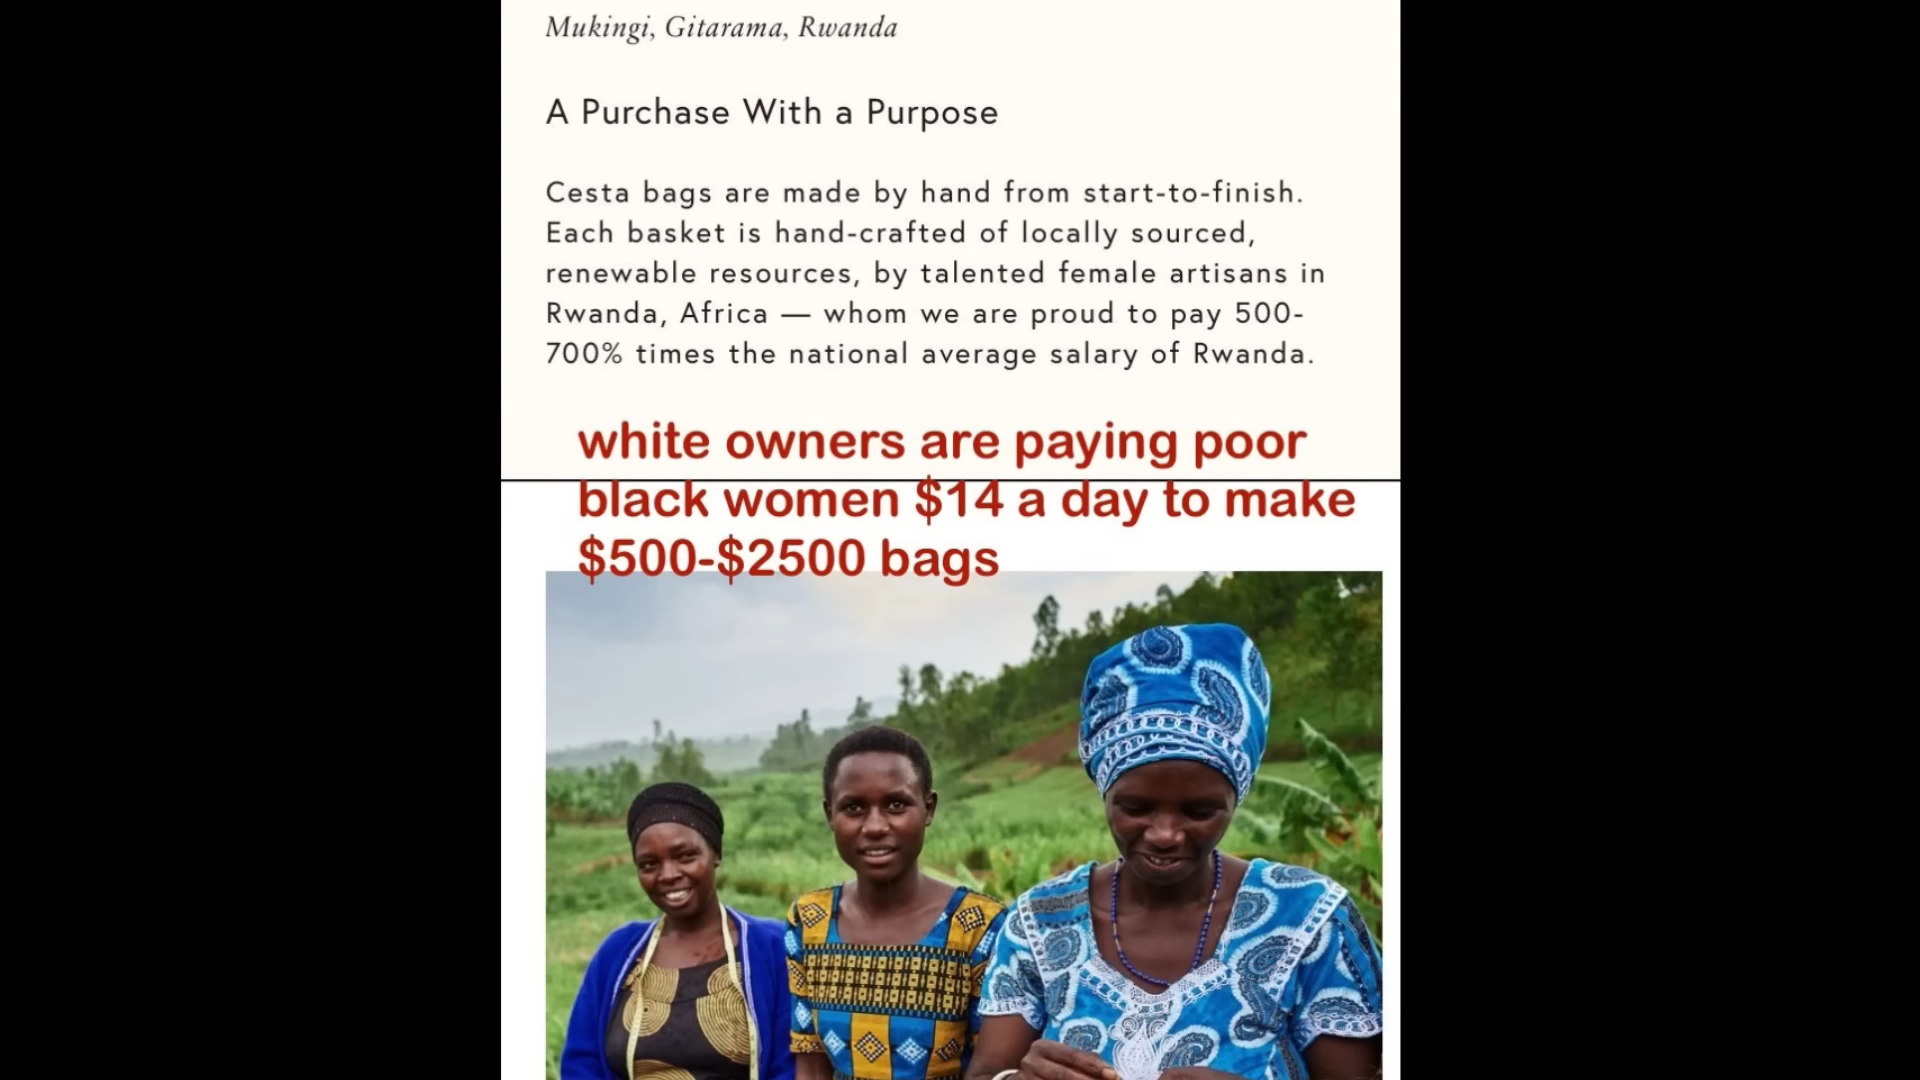 Mukingi, Gitarama, Rwanda
A Purchase With a Purpose
Cesta bags are made by hand from start-to-finish.
Each basket is hand-crafted of locally sourced,
renewable resources, by talented female artisans in
Rwanda, Africa — whom we are proud to pay 500-
700% times the national average salary of Rwanda.
white owners are paying poor
black women $14 a day to make
$500-$2500 bags